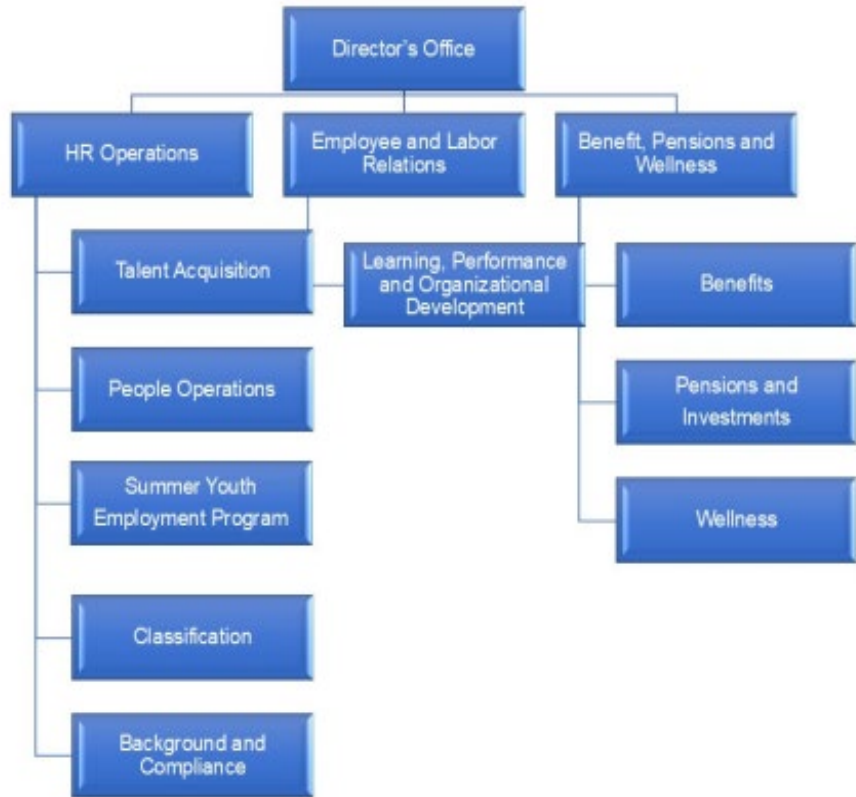 Director's Office
HR Operations
Employee and Labor
Relations
Benefit, Pensions and
Wellness
Talent Acquisition
Learning, Performance
and Organizational
Development
Benefits
People Operations
Pensions and
Investments
Summer Youth
Employment Program
Wellness
Classification
Background and
Compliance